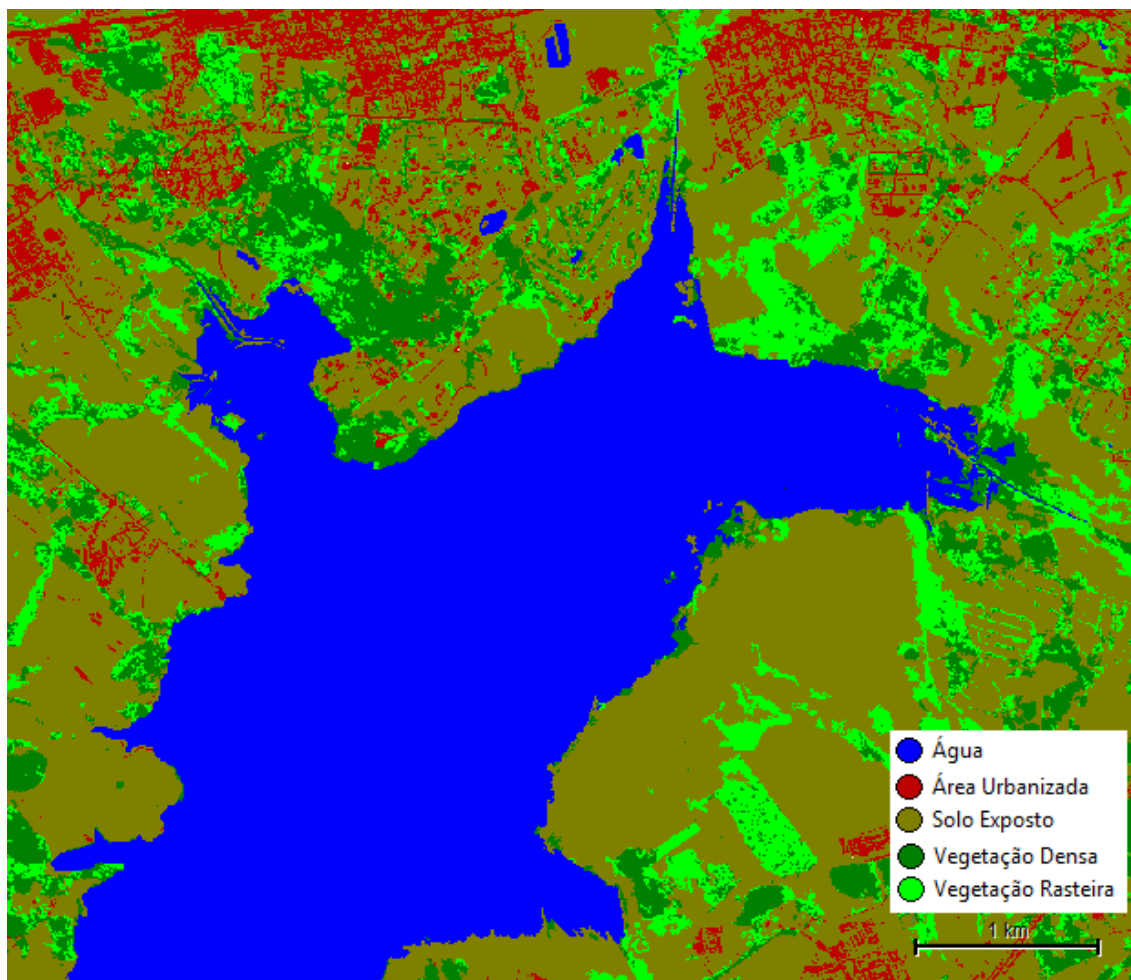 Água
Área Urbanizada
Solo Exposto
Vegetação Densa
Vegetação Rasteira
1 km